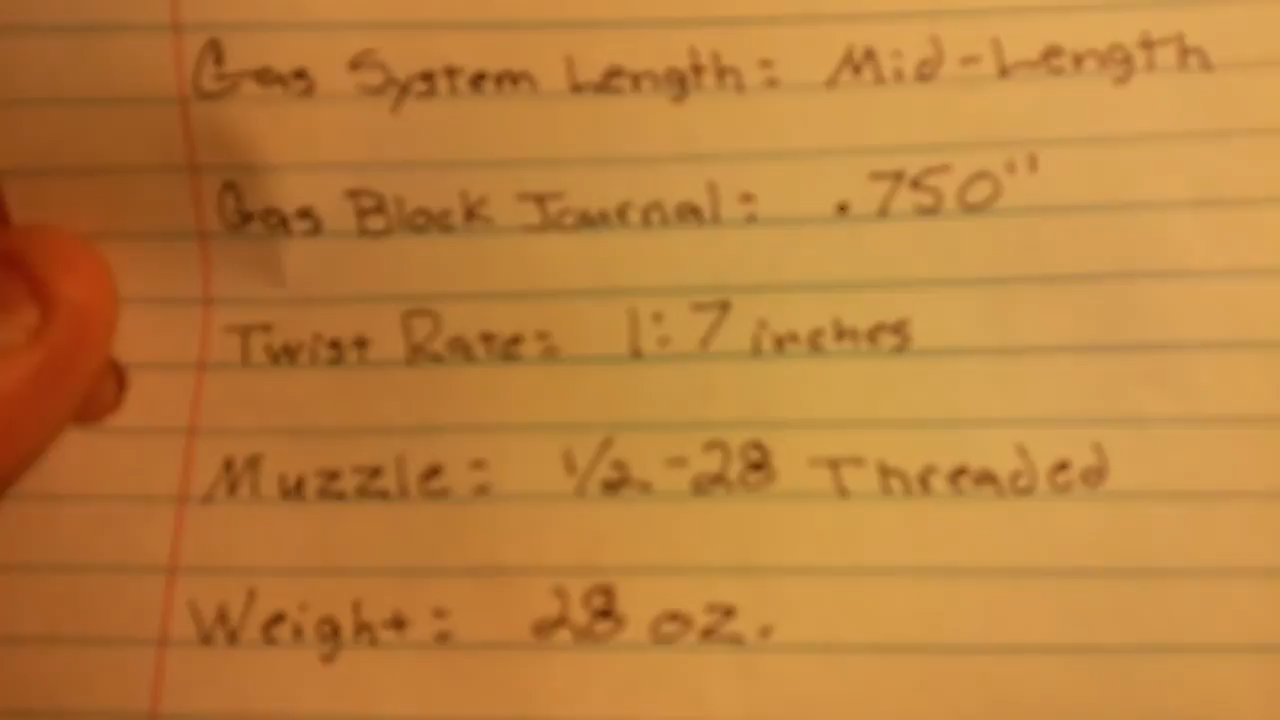 Gas System Length: Mid-Length
Gas Block Journal: .750"
Twist Rate: 1:7 inches
Muzzle: 1/2-28 Threaded
Weight: 28 oz.